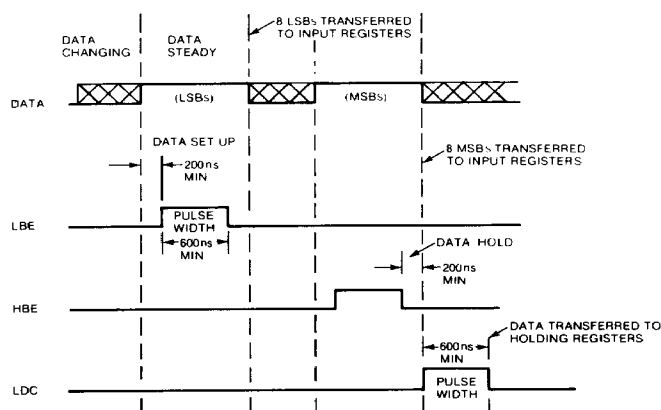 8 LSBs TRANSFERRED
TO INPUT REGISTERS
DATA
CHANGING
DATA
STEADY
DATA
(LSBs)
(MSBs)
DATA SET UP
200ns
MIN
8 MSBs TRANSFERRED
TO INPUT REGISTERS
LBE
PULSE
WIDTH
600ns
MIN
DATA HOLD
200ns
MIN
HBE
600ns
MIN
DATA TRANSFERRED TO
HOLDING REGISTERS
LDC
PULSE
WIDTH